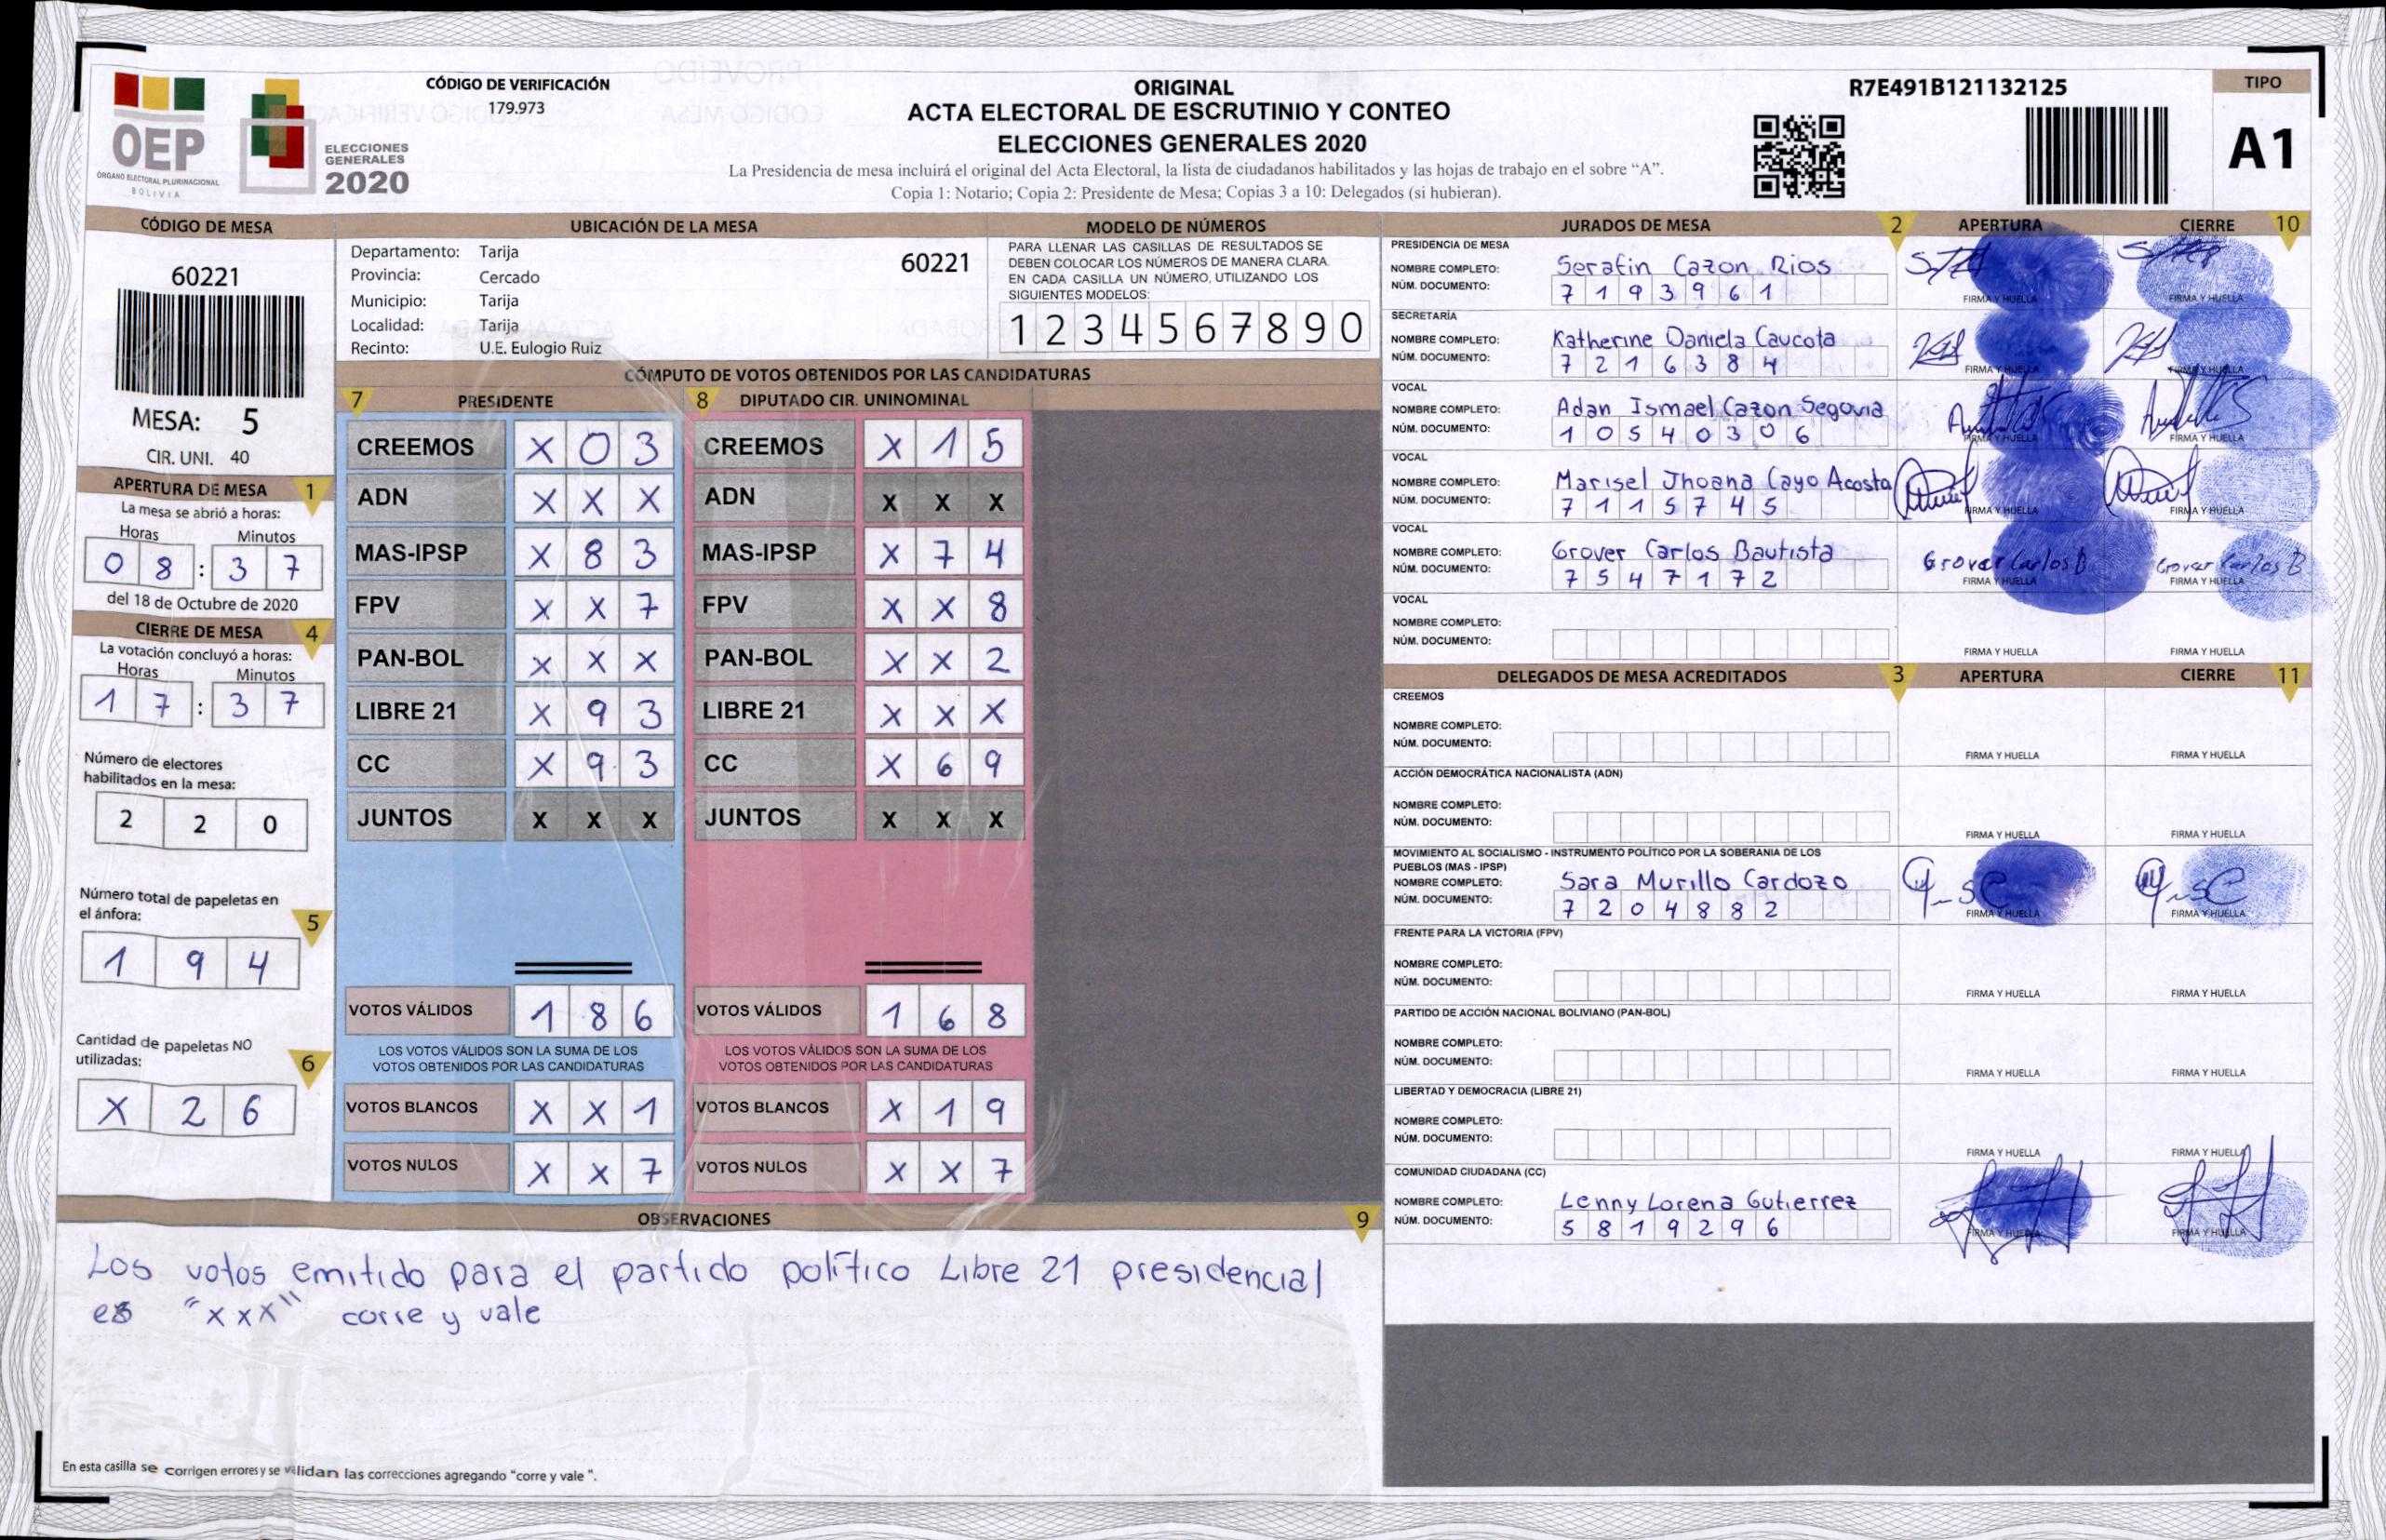 OEP
ÓRGANO ELECTORAL PLURINACIONAL
BOLIVIA
ELECCIONES
GENERALES
2020
CÓDIGO DE VERIFICACIÓN
179.973
ORIGINAL
ACTA ELECTORAL DE ESCRUTINIO Y CONTEO
ELECCIONES GENERALES 2020
La Presidencia de mesa incluirá el original del Acta Electoral, la lista de ciudadanos habilitados y las hojas de trabajo en el sobre “A”.
Copia 1: Notario; Copia 2: Presidente de Mesa; Copias 3 a 10: Delegados (si hubieran).
R7E491B121132125
TIPO
A1
CÓDIGO DE MESA
60221
MESA: 5
CIR. UNI. 40
APERTURA DE MESA 1
La mesa se abrió a horas:
Horas Minutos
0 8 : 3 7
del 18 de Octubre de 2020
CIERRE DE MESA 4
La votación concluyó a horas:
Horas Minutos
1 7 : 3 7
Número de electores
habilitados en la mesa:
2 2 0
Número total de papeletas en
el ánfora: 5
1 9 4
Cantidad de papeletas NO
utilizadas: 6
X 2 6
UBICACIÓN DE LA MESA
Departamento: Tarija
60221
Provincia: Cercado
Municipio: Tarija
Localidad: Tarija
Recinto: U.E. Eulogio Ruiz
MODELO DE NÚMEROS
PARA LLENAR LAS CASILLAS DE RESULTADOS SE
DEBEN COLOCAR LOS NÚMEROS DE MANERA CLARA.
EN CADA CASILLA UN NÚMERO, UTILIZANDO LOS
SIGUIENTES MODELOS:
1 2 3 4 5 6 7 8 9 0
CÓMPUTO DE VOTOS OBTENIDOS POR LAS CANDIDATURAS
7 PRESIDENTE
CREEMOS X 0 3
ADN X X X
MAS-IPSP X 8 3
FPV X X 7
PAN-BOL X X X
LIBRE 21 X 9 3
CC X 9 3
JUNTOS X X X
VOTOS VÁLIDOS 1 8 6
LOS VOTOS VÁLIDOS SON LA SUMA DE LOS
VOTOS OBTENIDOS POR LAS CANDIDATURAS
VOTOS BLANCOS X X 1
VOTOS NULOS X X 7
8 DIPUTADO CIR. UNINOMINAL
CREEMOS X 1 5
ADN X X X
MAS-IPSP X 7 4
FPV X X 8
PAN-BOL X X 2
LIBRE 21 X X X
CC X 6 9
JUNTOS X X X
VOTOS VÁLIDOS 1 6 8
LOS VOTOS VÁLIDOS SON LA SUMA DE LOS
VOTOS OBTENIDOS POR LAS CANDIDATURAS
VOTOS BLANCOS X 1 9
VOTOS NULOS X X 7
OBSERVACIONES 9
Los votos emitido para el partido político Libre 21 presidencial
es "xxx" corre y vale
En esta casilla se corrigen errores y se validan las correcciones agregando "corre y vale ".
JURADOS DE MESA 2 APERTURA CIERRE 10
PRESIDENCIA DE MESA
NOMBRE COMPLETO: Serafin Cazon Rios
NÚM. DOCUMENTO: 7 1 9 3 9 6 1
FIRMA Y HUELLA FIRMA Y HUELLA
SECRETARÍA
NOMBRE COMPLETO: Katherine Daniela Caucota
NÚM. DOCUMENTO: 7 2 1 6 3 8 4
FIRMA Y HUELLA FIRMA Y HUELLA
VOCAL
NOMBRE COMPLETO: Adan Ismael Cazon Segovia
NÚM. DOCUMENTO: 1 0 5 4 0 3 0 6
FIRMA Y HUELLA FIRMA Y HUELLA
VOCAL
NOMBRE COMPLETO: Marisel Jhoana Cayo Acosta
NÚM. DOCUMENTO: 7 1 1 5 7 4 5
FIRMA Y HUELLA FIRMA Y HUELLA
VOCAL
NOMBRE COMPLETO: Grover Carlos Bautista Grover Carlos B Grover Carlos B
NÚM. DOCUMENTO: 7 5 4 7 1 7 2
FIRMA Y HUELLA FIRMA Y HUELLA
VOCAL
NOMBRE COMPLETO:
NÚM. DOCUMENTO:
FIRMA Y HUELLA FIRMA Y HUELLA
DELEGADOS DE MESA ACREDITADOS 3 APERTURA CIERRE 11
CREEMOS
NOMBRE COMPLETO:
NÚM. DOCUMENTO:
FIRMA Y HUELLA FIRMA Y HUELLA
ACCIÓN DEMOCRÁTICA NACIONALISTA (ADN)
NOMBRE COMPLETO:
NÚM. DOCUMENTO:
FIRMA Y HUELLA FIRMA Y HUELLA
MOVIMIENTO AL SOCIALISMO - INSTRUMENTO POLÍTICO POR LA SOBERANIA DE LOS
PUEBLOS (MAS - IPSP)
NOMBRE COMPLETO: Sara Murillo Cardozo
NÚM. DOCUMENTO: 7 2 0 4 8 8 2
FIRMA Y HUELLA FIRMA Y HUELLA
FRENTE PARA LA VICTORIA (FPV)
NOMBRE COMPLETO:
NÚM. DOCUMENTO:
FIRMA Y HUELLA FIRMA Y HUELLA
PARTIDO DE ACCIÓN NACIONAL BOLIVIANO (PAN-BOL)
NOMBRE COMPLETO:
NÚM. DOCUMENTO:
FIRMA Y HUELLA FIRMA Y HUELLA
LIBERTAD Y DEMOCRACIA (LIBRE 21)
NOMBRE COMPLETO:
NÚM. DOCUMENTO:
FIRMA Y HUELLA FIRMA Y HUELLA
COMUNIDAD CIUDADANA (CC)
NOMBRE COMPLETO: Lenny Lorena Gutierrez
NÚM. DOCUMENTO: 5 8 1 9 2 9 6
FIRMA Y HUELLA FIRMA Y HUELLA